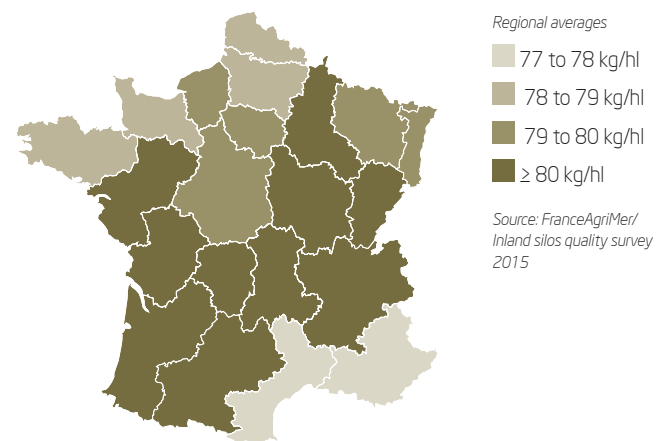 Regional averages
77 to 78 kg/hl
78 to 79 kg/hl
79 to 80 kg/hl
≥ 80 kg/hl
Source: FranceAgriMer/
Inland silos quality survey
2015